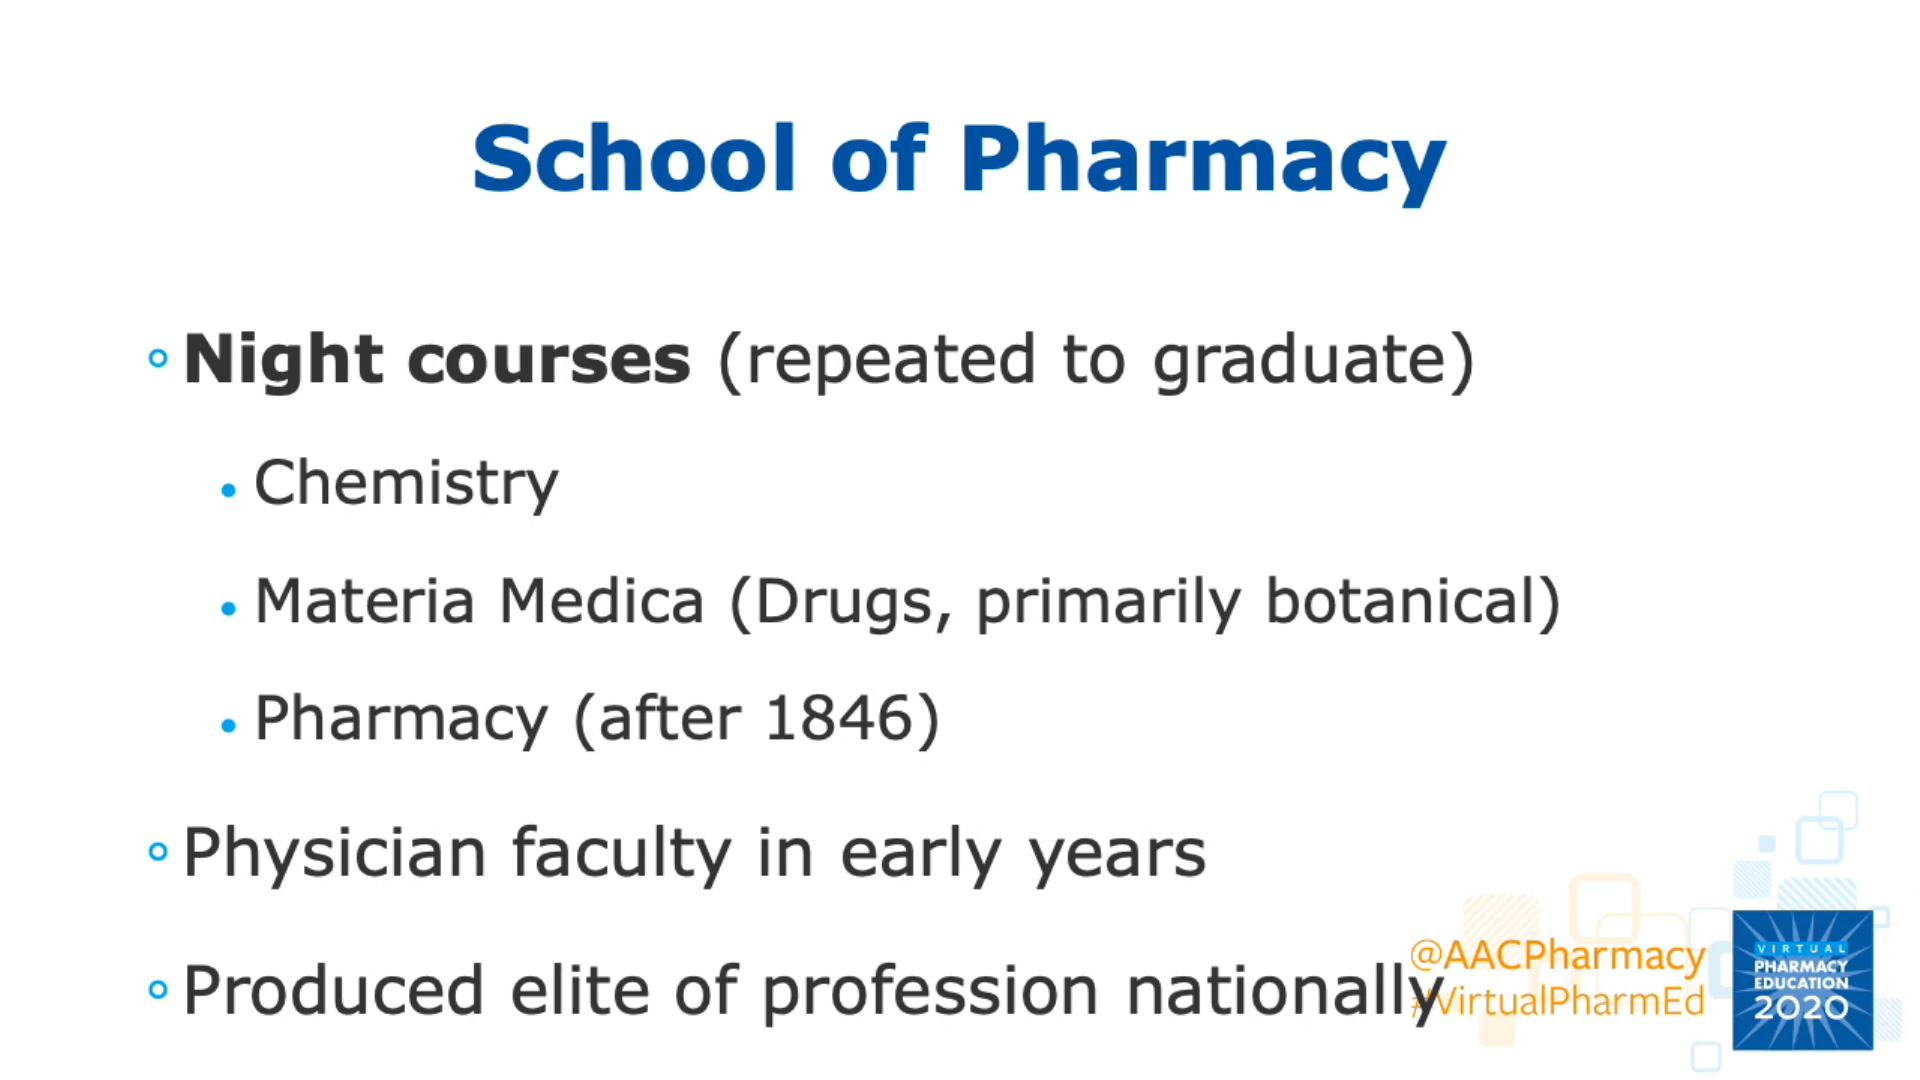 School of Pharmacy
Night courses (repeated to graduate)
Chemistry
Materia Medica (Drugs, primarily botanical)
Pharmacy (after 1846)
Physician faculty in early years
Produced elite of profession nationally
@AACPharmacy
#VirtualPharmEd
VIRTUAL
PHARMACY
EDUCATION
2020